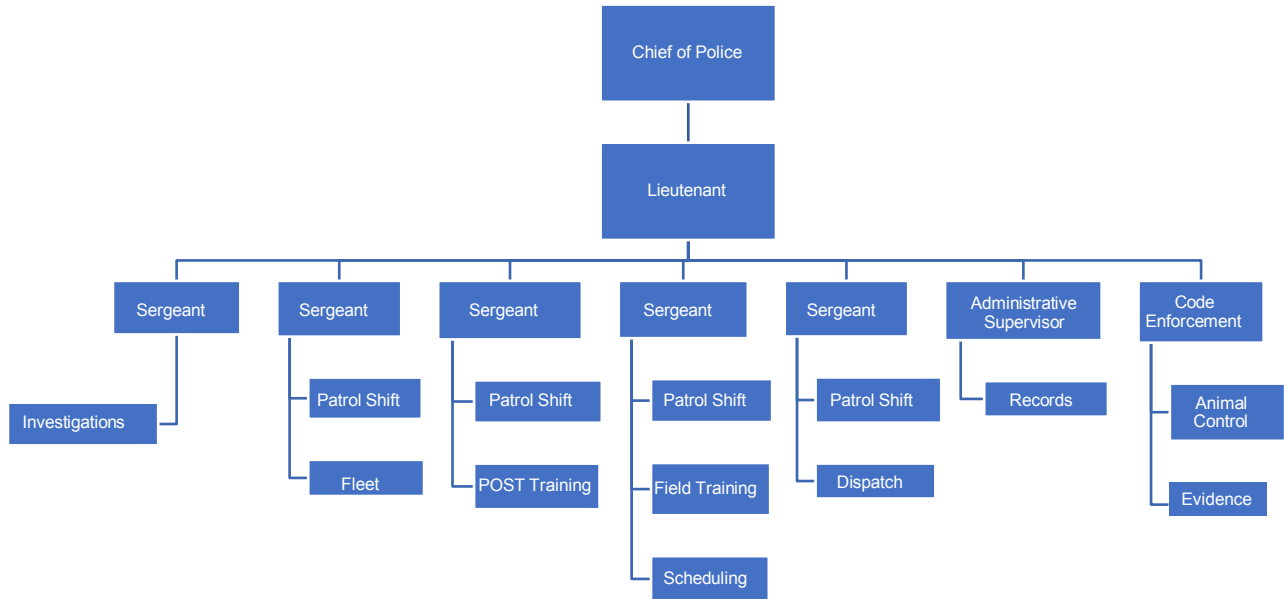 Chief of Police
Lieutenant
Sergeant
Sergeant
Sergeant
Sergeant
Sergeant
Administrative
Supervisor
Code
Enforcement
Investigations
Patrol Shift
Patrol Shift
Patrol Shift
Patrol Shift
Records
Animal
Control
Fleet
POST Training
Field Training
Dispatch
Evidence
Scheduling